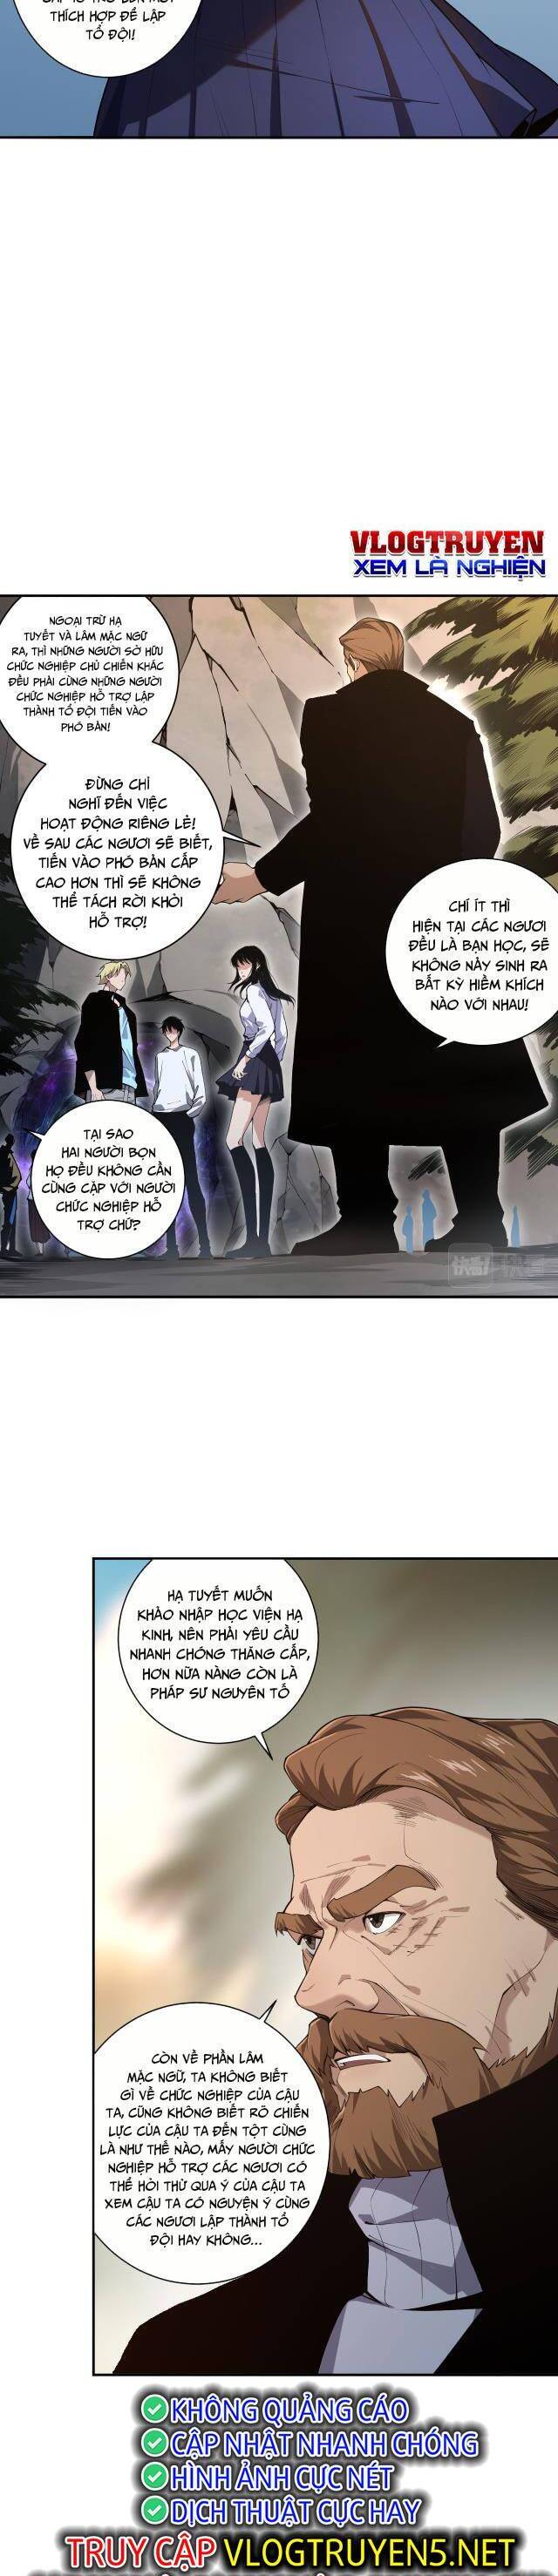 THÍCH HỢP ĐỂ LẬP
TỔ ĐỘI!
VLOGTRUYEN
XEM LÀ NGHIỆN
NGOẠI TRỪ HẠ
TUYẾT VÀ LÂM MẶC NGỮ
RA, THÌ NHỮNG NGƯỜI SỞ HỮU
CHỨC NGHIỆP CHỦ CHIẾN KHÁC
ĐỀU PHẢI CÙNG NHỮNG NGƯỜI
CHỨC NGHIỆP HỖ TRỢ LẬP
THÀNH TỔ ĐỘI TIẾN VÀO
PHÓ BẢN!
ĐỪNG CHỈ
NGHĨ ĐẾN VIỆC
HOẠT ĐỘNG RIÊNG LẺ!
VỀ SAU CÁC NGƯƠI SẼ BIẾT,
TIẾN VÀO PHÓ BẢN CẤP
CAO HƠN THÌ SẼ KHÔNG
THỂ TÁCH RỜI KHỎI
HỖ TRỢ!
CHÍ ÍT THÌ
HIỆN TẠI CÁC NGƯƠI
ĐỀU LÀ BẠN HỌC, SẼ
KHÔNG NẢY SINH RA
BẤT KỲ HIỀM KHÍCH
NÀO VỚI NHAU!
TẠI SAO
HAI NGƯỜI BỌN
HỌ ĐỀU KHÔNG CẦN
CÙNG CẶP VỚI NGƯỜI
CHỨC NGHIỆP HỖ
TRỢ CHỨ?
HẠ TUYẾT MUỐN
KHẢO NHẬP HỌC VIỆN HẠ
KINH, NÊN PHẢI YÊU CẦU
NHANH CHÓNG THĂNG CẤP,
HƠN NỮA NÀNG CÒN LÀ
PHÁP SƯ NGUYÊN TỐ
CÒN VỀ PHẦN LÂM
MẶC NGỮ, TA KHÔNG BIẾT
GÌ VỀ CHỨC NGHIỆP CỦA CẬU
TA, CŨNG KHÔNG BIẾT RÕ CHIẾN
LỰC CỦA CẬU TA ĐẾN TỘT CÙNG
LÀ NHƯ THẾ NÀO, MẤY NGƯỜI CHỨC
NGHIỆP HỖ TRỢ CÁC NGƯƠI CÓ
THỂ HỎI THỬ QUA Ý CỦA CẬU TA
XEM CẬU TA CÓ NGUYỆN Ý CÙNG
CÁC NGƯƠI LẬP THÀNH TỔ
ĐỘI HAY KHÔNG...
KHÔNG QUẢNG CÁO
CẬP NHẬT NHANH CHÓNG
HÌNH ẢNH CỰC NÉT
DỊCH THUẬT CỰC HAY
TRUY CẬP VLOGTRUYEN5.NET